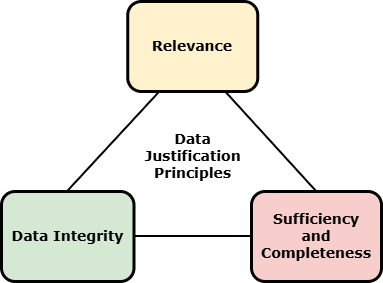 Relevance
Data
Justification
Principles
Data Integrity
Sufficiency
and
Completeness